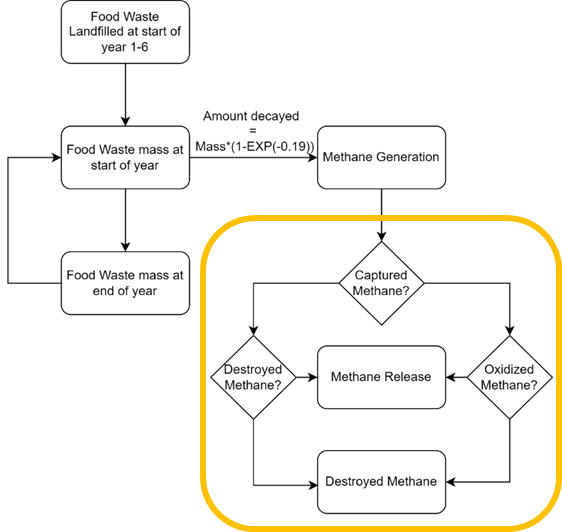 Food Waste
Landfilled at start of
year 1-6
Amount decayed
=
Mass*(1-EXP(-0.19))
Food Waste mass at
start of year
Methane Generation
Food Waste mass at
end of year
Captured
Methane?
Destroyed
Methane?
Methane Release
Oxidized
Methane?
Destroyed Methane